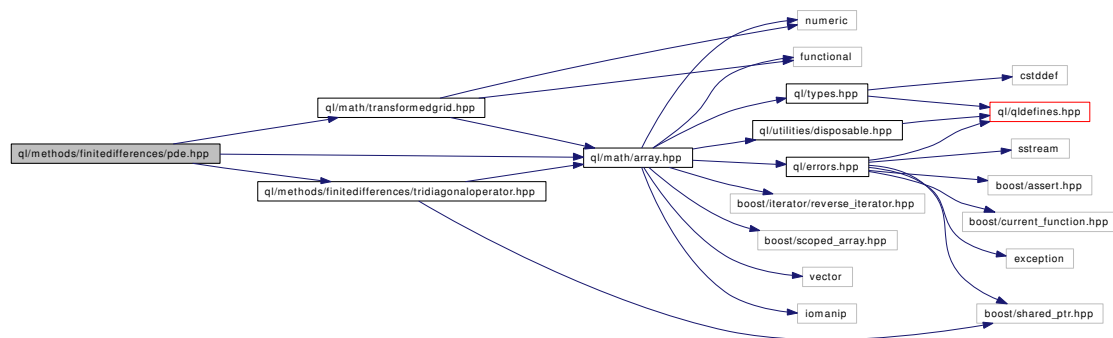 numeric
functional
cstddef
ql/types.hpp
ql/math/transformedgrid.hpp
ql/qldefines.hpp
ql/utilities/disposable.hpp
sstream
ql/methods/finitedifferences/pde.hpp
ql/math/array.hpp
ql/errors.hpp
boost/assert.hpp
ql/methods/finitedifferences/tridiagonaloperator.hpp
boost/iterator/reverse_iterator.hpp
boost/current_function.hpp
boost/scoped_array.hpp
exception
vector
iomanip
boost/shared_ptr.hpp